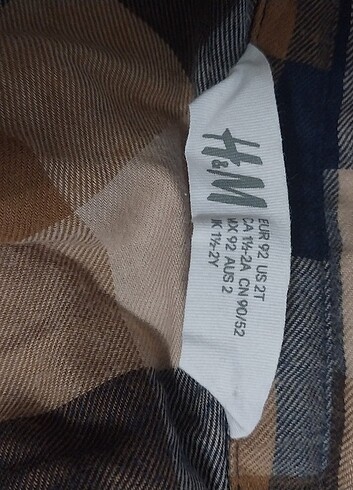 H&M
EUR 92 US 2T
CA 1½-2A CN 90/52
MX 92 AUS 2
UK 1½-2Y